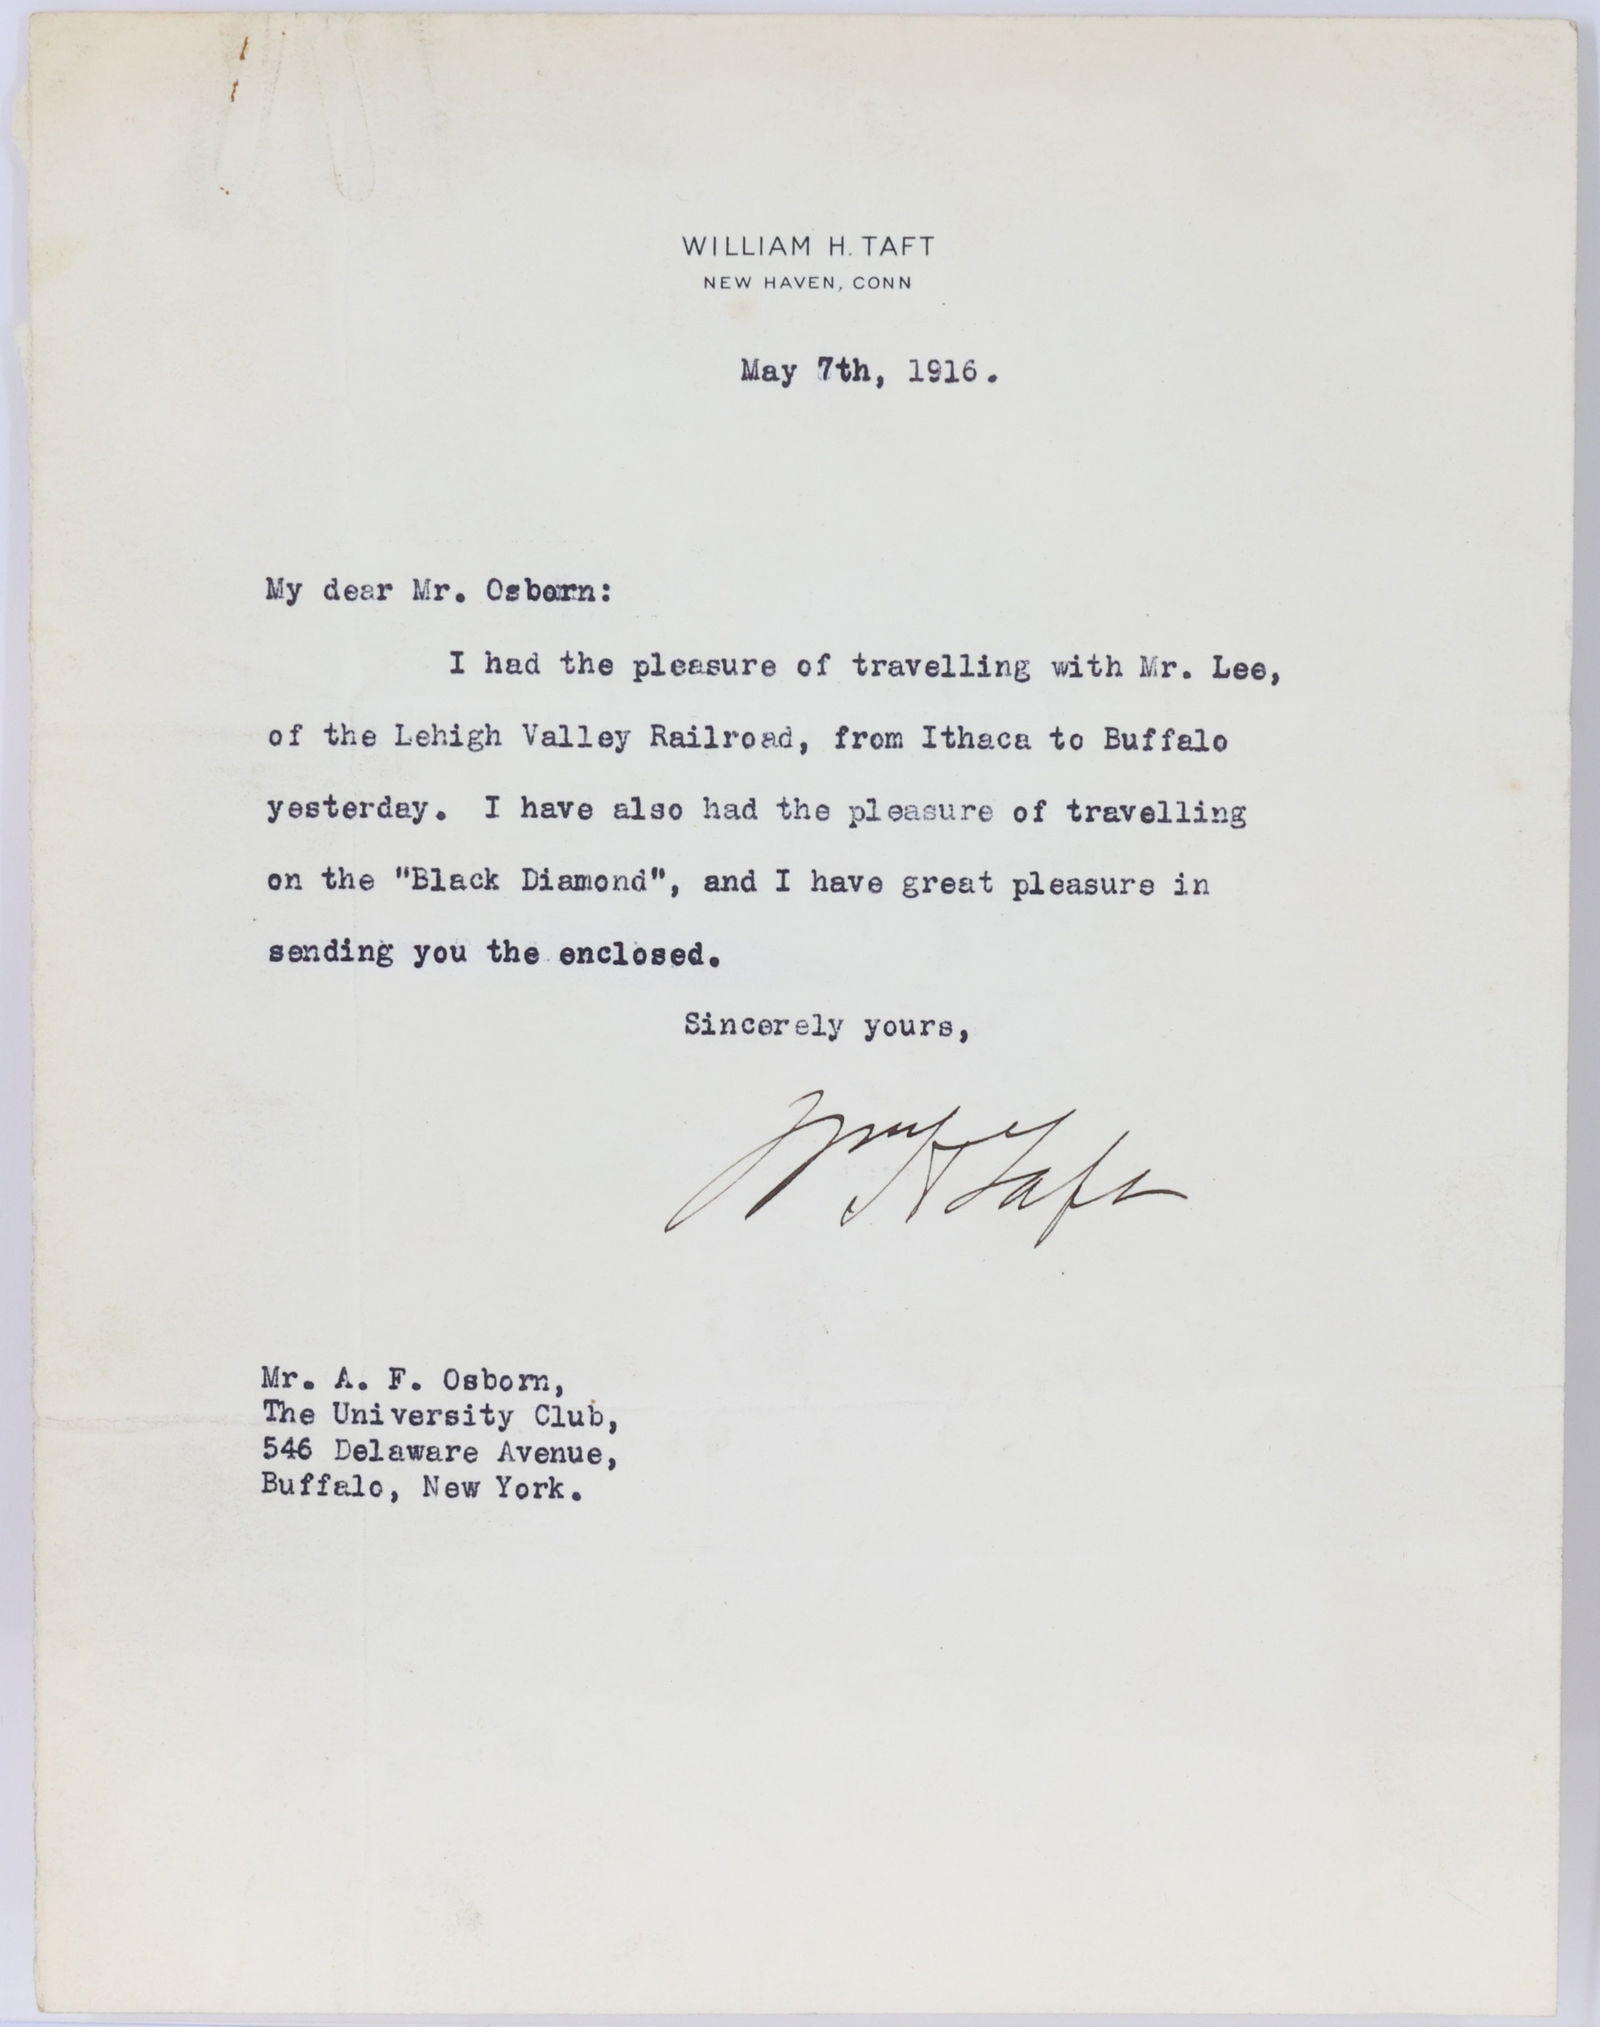 WILLIAM H. TAFT
NEW HAVEN, CONN
May 7th, 1916.
My dear Mr. Osborn:
I had the pleasure of travelling with Mr. Lee,
of the Lehigh Valley Railroad, from Ithaca to Buffalo
yesterday. I have also had the pleasure of travelling
on the "Black Diamond", and I have great pleasure in
sending you the enclosed.
Sincerely yours,
Wm H Taft
Mr. A. F. Osborn,
The University Club,
546 Delaware Avenue,
Buffalo, New York.